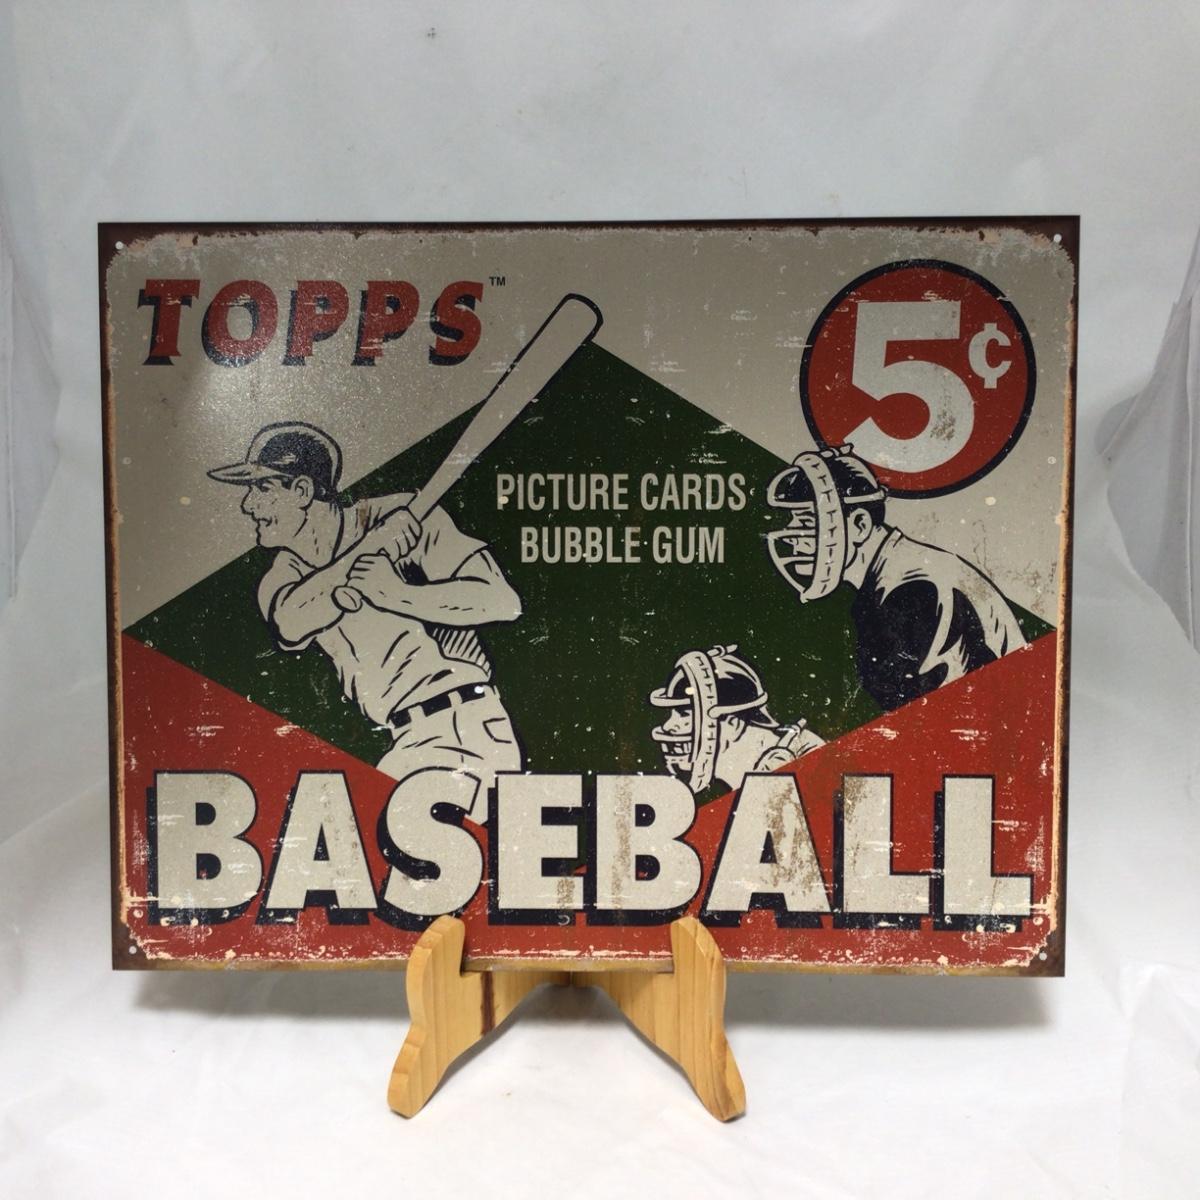 TOPPS™
5¢
PICTURE CARDS
BUBBLE GUM
BASEBALL